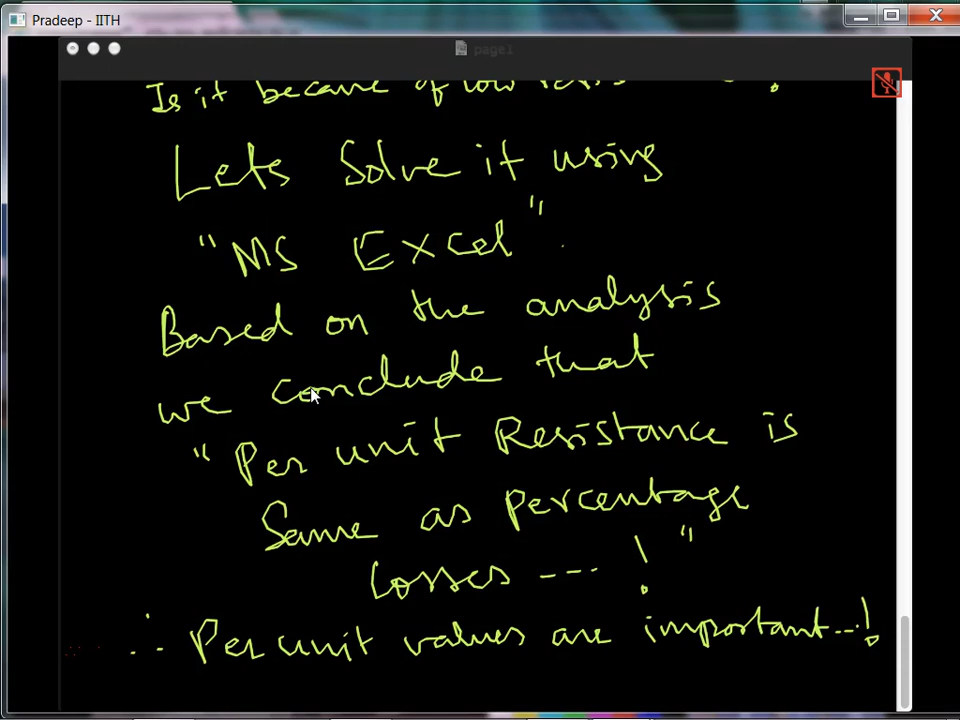 Pradeep - IITH
page1
Is it because of low
Lets Solve it using
"MS Excel".
Based on the analysis
we conclude that
"Per unit Resistance is
Same as percentage
losses --- ! "
∴ Per unit values are important--!